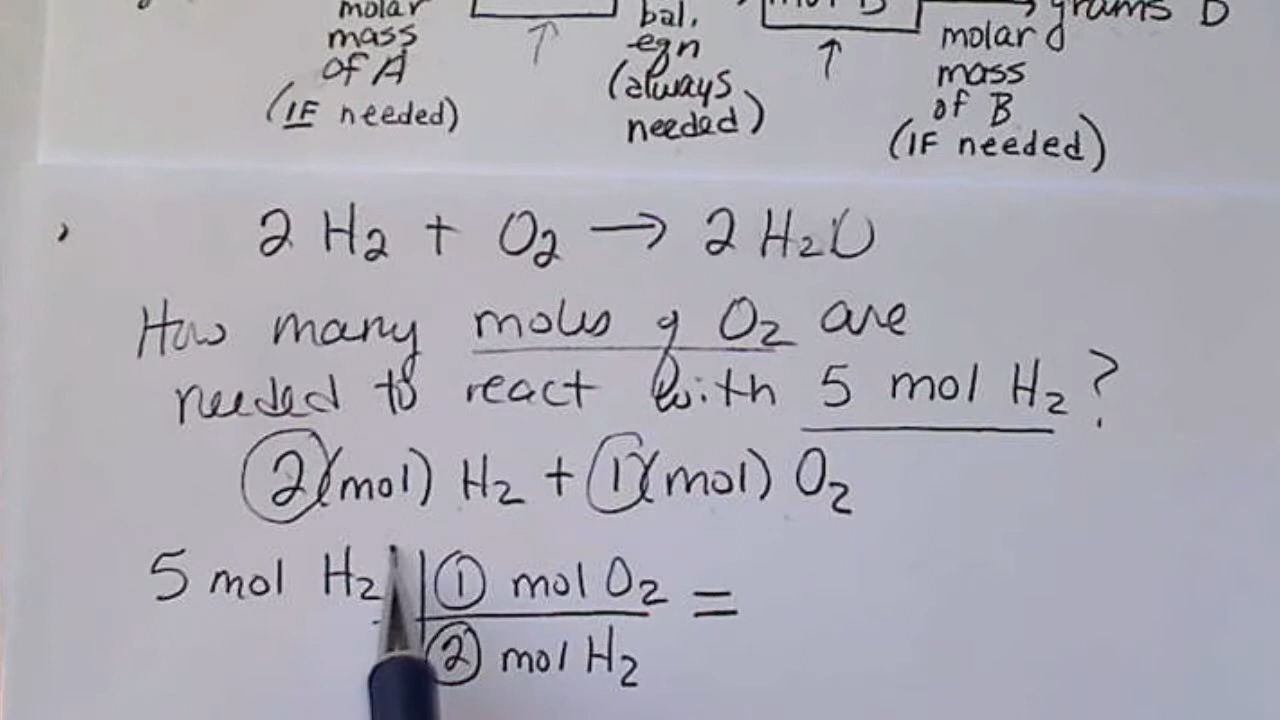 molar bal. mol B grams B
mass eqn molar
of A (always mass
(IF needed) needed) of B
(IF needed)
2 H2 + O2 → 2 H2O
How many moles of O2 are
needed to react with 5 mol H2?
2(mol) H2 + 1(mol) O2
5 mol H2 | 1 mol O2 =
2 mol H2